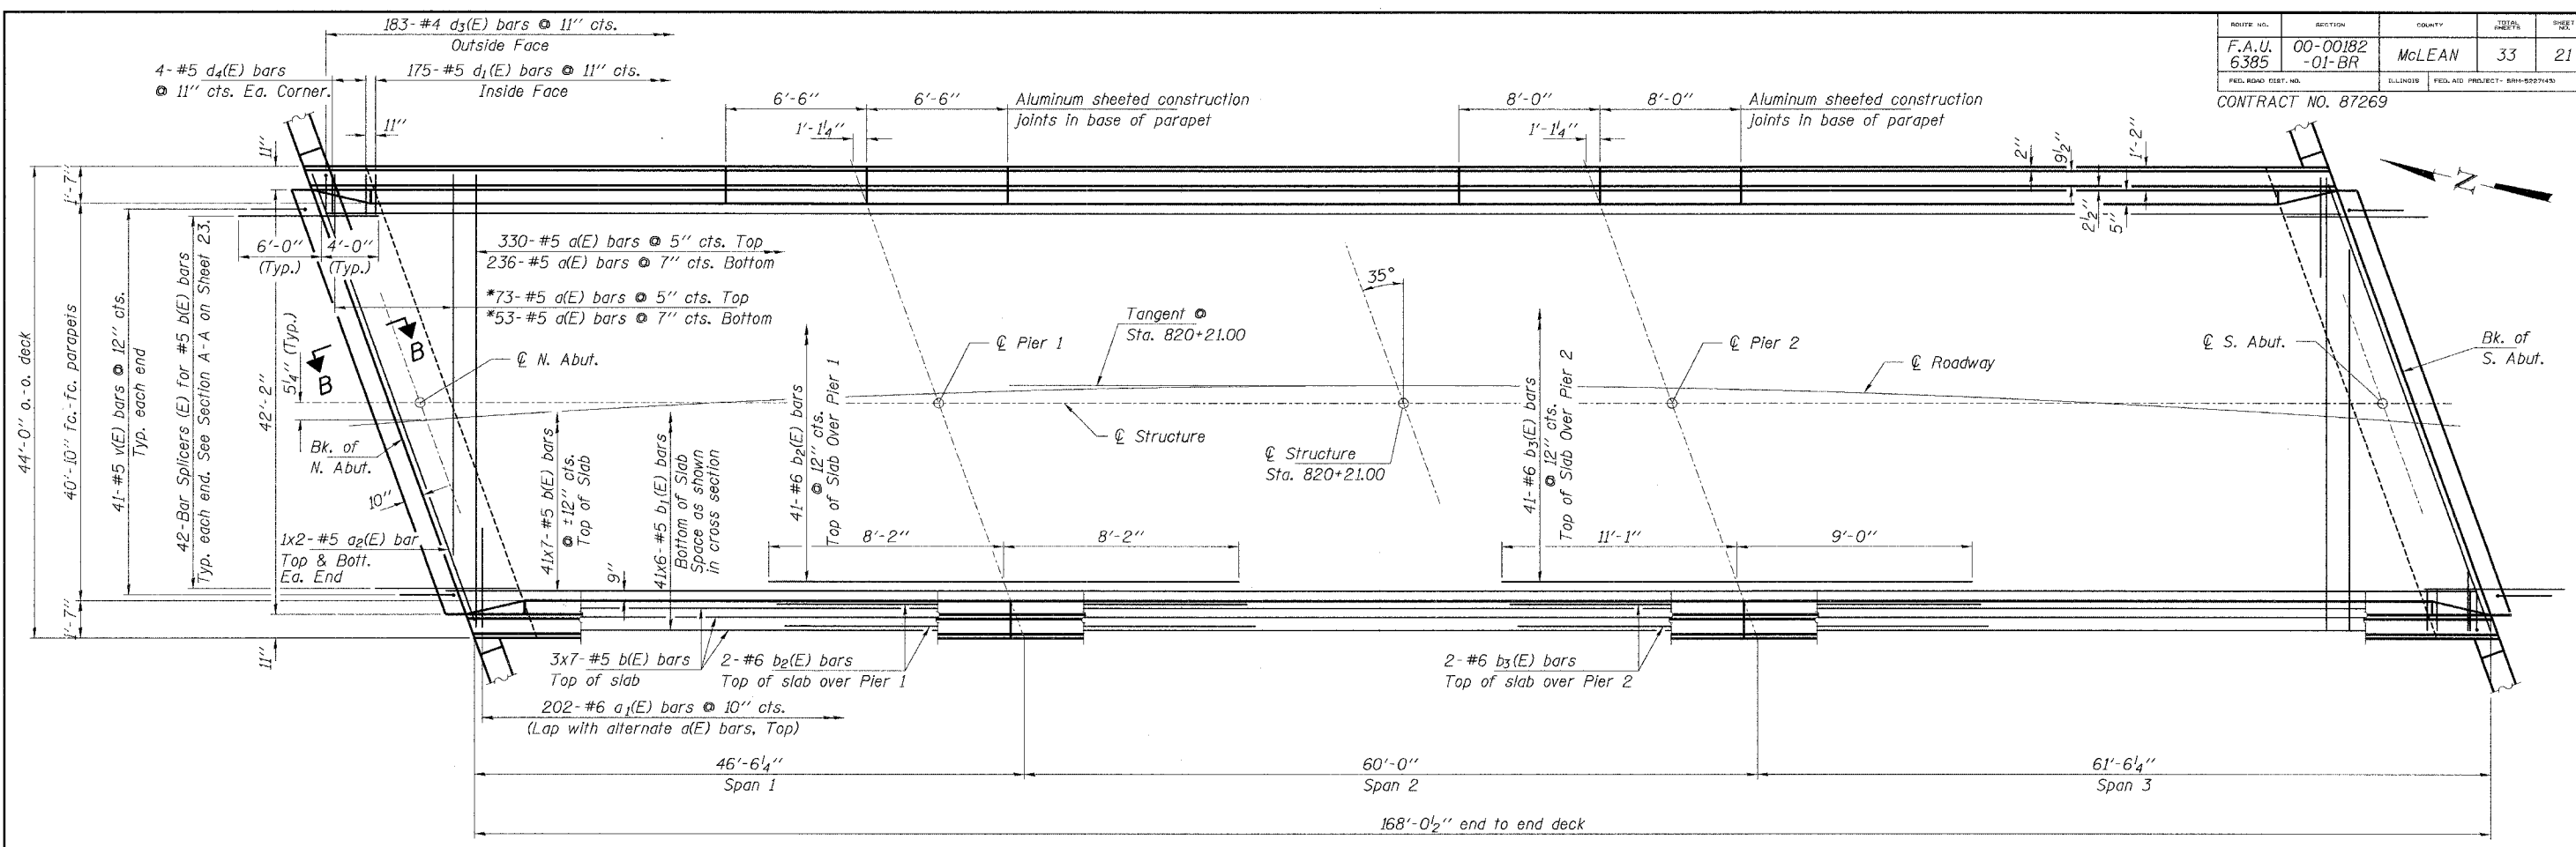 183-#4 d3(E) bars @ 11" cts.
Outside Face
4-#5 d4(E) bars
@ 11" cts. Ea. Corner.
175-#5 d1(E) bars @ 11" cts.
Inside Face
11"
6'-6"
6'-6"
1'-1¼"
Aluminum sheeted construction
joints in base of parapet
8'-0"
8'-0"
1'-1¼"
Aluminum sheeted construction
joints in base of parapet
ROUTE NO.
SECTION
COUNTY
TOTAL SHEETS
SHEET NO.
F.A.U.
6385
00-00182
-01-BR
McLEAN
33
21
FED. ROAD DIST. NO.
ILLINOIS
FED. AID PROJECT-
CONTRACT NO. 87269
N
2"
9½"
1'-2"
2½"
5"
11"
1'-7"
44'-0" o.-o. deck
40'-10" fc.-fc. parapets
1'-7"
11"
41-#5 v(E) bars @ 12" cts.
Typ. each end
42-Bar Splicers (E) for #5 b(E) bars
Typ. each end. See Section A-A on Sheet 23.
6'-0"
(Typ.)
4'-0"
(Typ.)
42'-2"
5¼" (Typ.)
330-#5 a(E) bars @ 5" cts. Top
236-#5 a(E) bars @ 7" cts. Bottom
*73-#5 a(E) bars @ 5" cts. Top
*53-#5 a(E) bars @ 7" cts. Bottom
B
B
℄ N. Abut.
Bk. of
N. Abut.
10"
1x2-#5 a2(E) bar
Top & Bott.
Ea. End
41x7-#5 b(E) bars
@ ±12" cts.
Top of Slab
9"
41x6-#5 b1(E) bars
Bottom of Slab
Space as shown
in cross section
41-#6 b2(E) bars
@ 12" cts.
Top of Slab Over Pier 1
℄ Pier 1
Tangent @
Sta. 820+21.00
35°
℄ Structure
℄ Structure
Sta. 820+21.00
41-#6 b3(E) bars
@ 12" cts.
Top of Slab Over Pier 2
℄ Pier 2
℄ Roadway
℄ S. Abut.
Bk. of
S. Abut.
8'-2"
8'-2"
11'-1"
9'-0"
3x7-#5 b(E) bars
Top of slab
2-#6 b2(E) bars
Top of slab over Pier 1
2-#6 b3(E) bars
Top of slab over Pier 2
202-#6 a1(E) bars @ 10" cts.
(Lap with alternate a(E) bars, Top)
46'-6¼"
Span 1
60'-0"
Span 2
61'-6¼"
Span 3
168'-0½" end to end deck